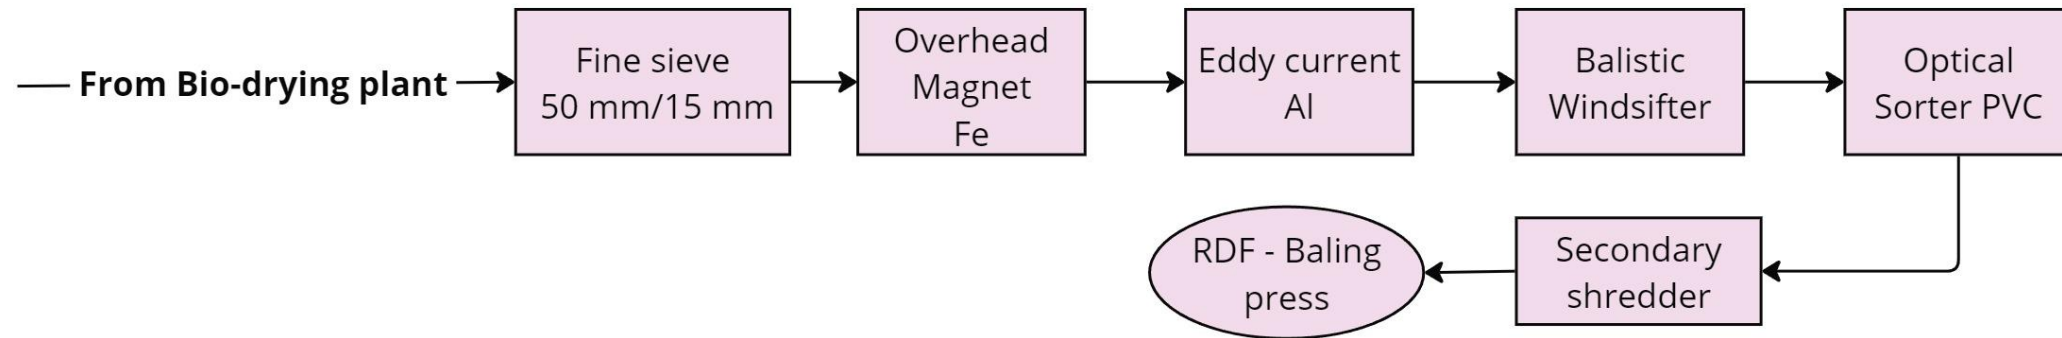 From Bio-drying plant
Fine sieve
50 mm/15 mm
Overhead
Magnet
Fe
Eddy current
Al
Balistic
Windsifter
Optical
Sorter PVC
Secondary
shredder
RDF - Baling
press